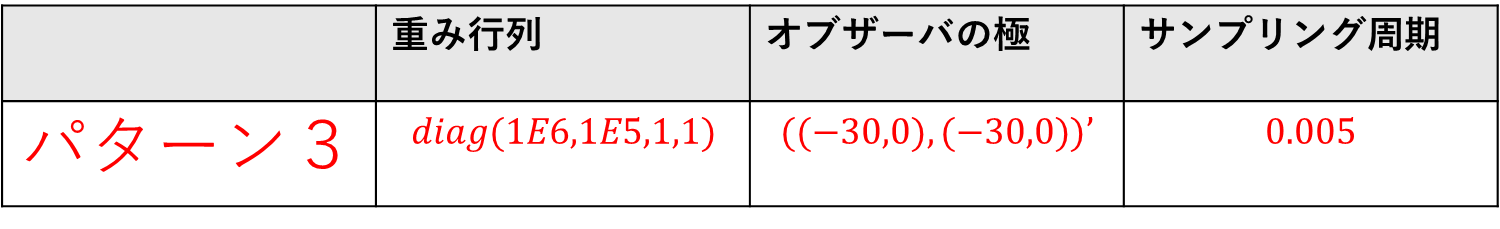 重み行列 オブザーバの極 サンプリング周期
パターン3 diag(1E6,1E5,1,1) ((−30,0),(−30,0))’ 0.005